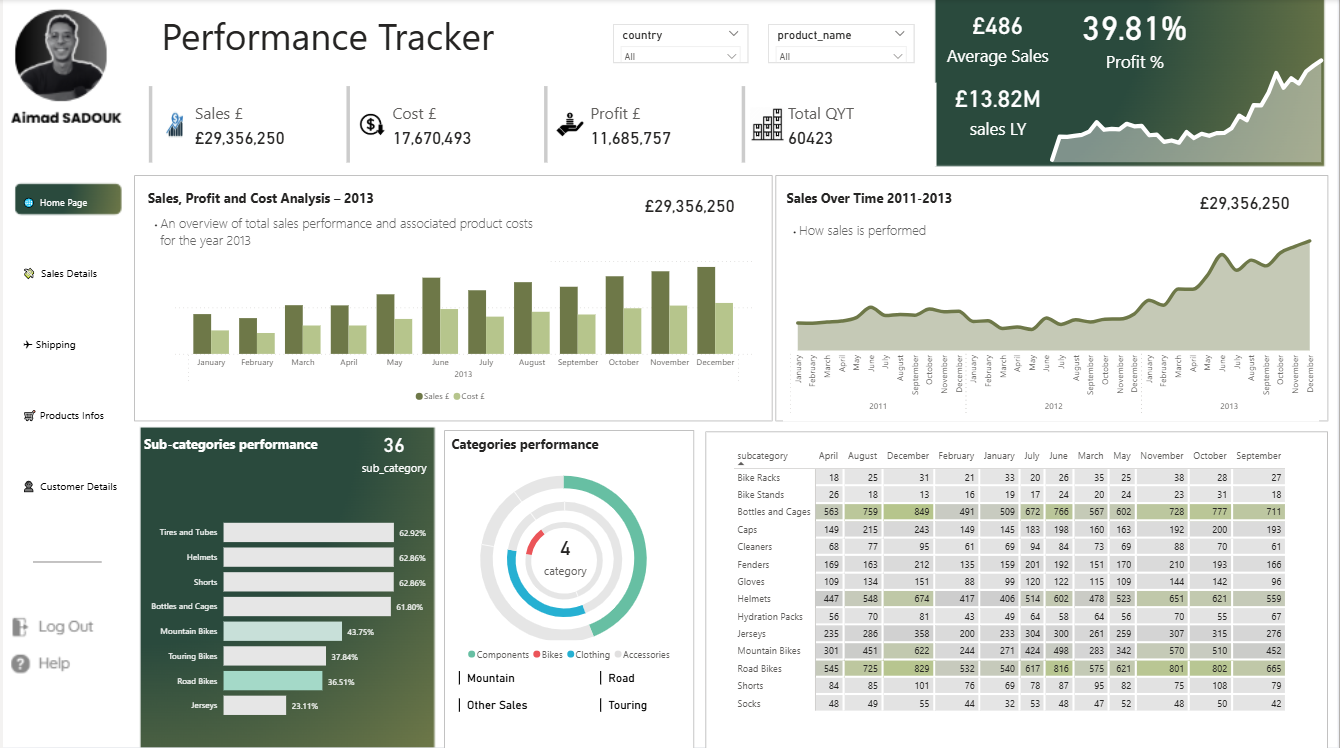 Performance Tracker
Aimad SADOUK
country
All
product_name
All
Sales £
£29,356,250
Cost £
17,670,493
Profit £
11,685,757
Total QYT
60423
£486
Average Sales
39.81%
Profit %
£13.82M
sales LY
Home Page
Sales Details
Shipping
Products Infos
Customer Details
Log Out
Help
Sales, Profit and Cost Analysis – 2013
£29,356,250
• An overview of total sales performance and associated product costs
for the year 2013
January February March April May June July August September October November December
2013
Sales £ Cost £
Sales Over Time 2011-2013
£29,356,250
• How sales is performed
January February March April May June July August September October November December January February March April May June July August September October November December January February March April May June July August September October November December
2011 2012 2013
Sub-categories performance
36
sub_category
Tires and Tubes 62.92%
Helmets 62.86%
Shorts 62.86%
Bottles and Cages 61.80%
Mountain Bikes 43.75%
Touring Bikes 37.84%
Road Bikes 36.51%
Jerseys 23.11%
Categories performance
4
category
Components Bikes Clothing Accessories
Mountain Road
Other Sales Touring
subcategory April August December February January July June March May November October September
Bike Racks 18 25 31 21 33 20 26 35 25 38 28 27
Bike Stands 26 18 13 16 19 17 24 20 24 23 31 18
Bottles and Cages 563 759 849 491 509 672 766 567 602 728 777 711
Caps 149 215 243 149 145 183 198 160 163 192 200 193
Cleaners 68 77 95 61 69 94 84 73 69 88 70 61
Fenders 169 163 212 135 159 201 192 151 170 210 193 166
Gloves 109 134 151 88 99 120 122 115 109 144 142 96
Helmets 447 548 674 417 406 514 602 478 523 651 621 559
Hydration Packs 56 70 81 43 49 64 58 64 56 70 55 67
Jerseys 235 286 358 200 233 304 300 261 259 307 315 276
Mountain Bikes 301 451 622 244 271 424 498 283 342 570 510 452
Road Bikes 545 725 829 532 540 617 816 575 621 801 802 665
Shorts 84 85 101 76 69 78 87 95 82 75 108 79
Socks 48 49 55 44 32 53 48 47 52 48 50 42